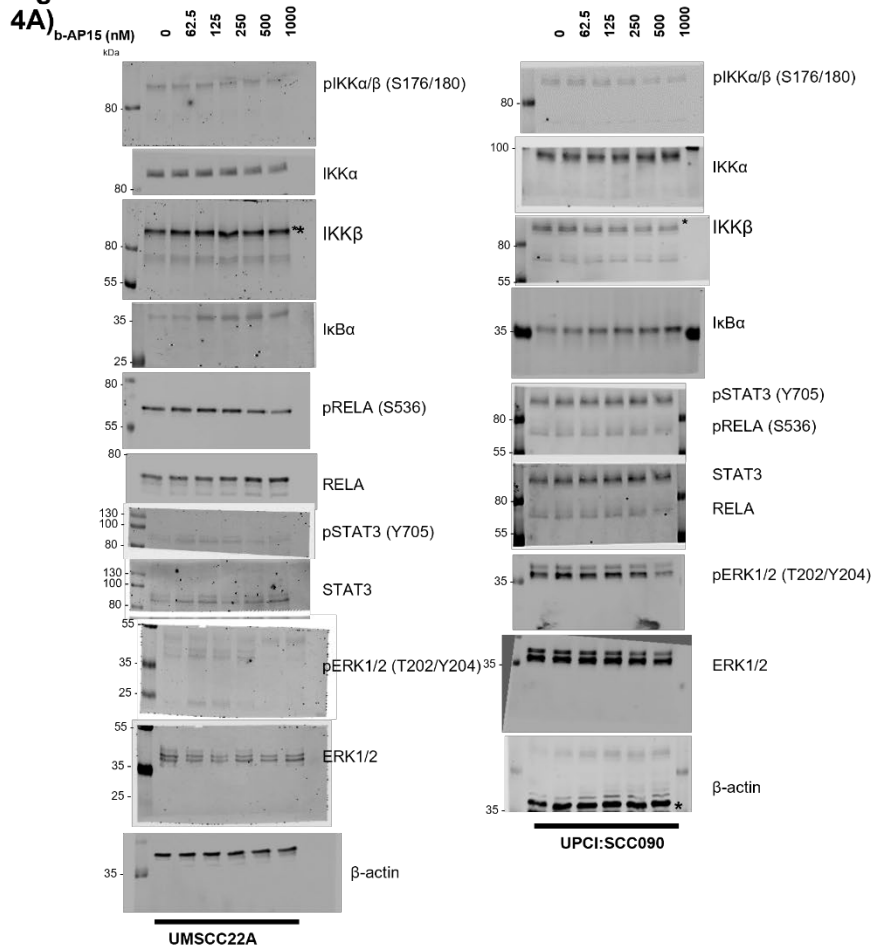 4A)
b-AP15 (nM)
0 62.5 125 250 500 1000
kDa
pIKKα/β (S176/180)
80
IKKα
80
IKKβ
**
80
55
IκBα
35
25
80
pRELA (S536)
55
80
RELA
130
100
pSTAT3 (Y705)
80
130
100
STAT3
80
55
35
pERK1/2 (T202/Y204)
25
55
ERK1/2
35
25
35
β-actin
UMSCC22A
0 62.5 125 250 500 1000
pIKKα/β (S176/180)
80
100
IKKα
IKKβ
*
80
55
IκBα
35
pSTAT3 (Y705)
80
pRELA (S536)
55
STAT3
80
RELA
55
pERK1/2 (T202/Y204)
35
ERK1/2
35
β-actin
35
*
UPCI:SCC090